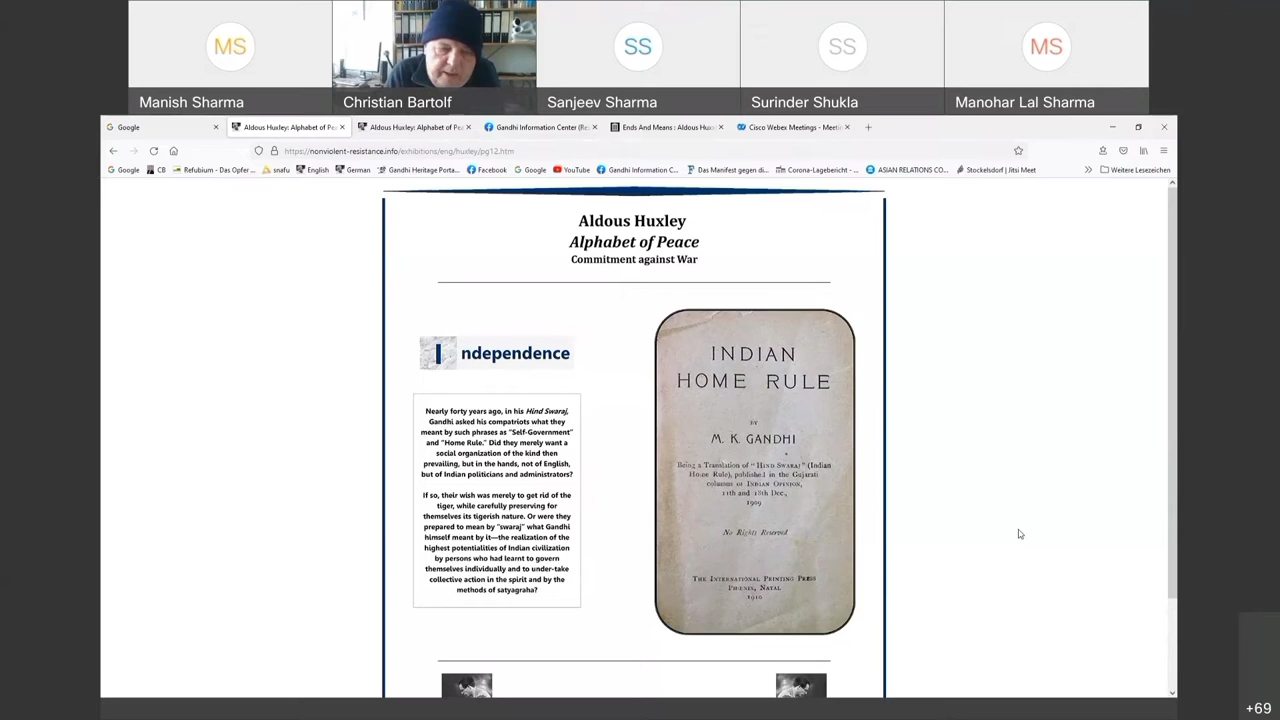 MS
SS
SS
MS
Manish Sharma
Christian Bartolf
Sanjeev Sharma
Surinder Shukla
Manohar Lal Sharma
Google
Aldous Huxley: Alphabet of Pe
Aldous Huxley: Alphabet of Pe
Gandhi Information Center (Re
Ends And Means : Aldous Hux
Cisco Webex Meetings - Meeti
https://nonviolent-resistance.info/exhibitions/eng/huxley/pg12.htm
Google
CB
Refubium - Das Opfer ...
snafu
English
German
Gandhi Heritage Porta...
Facebook
Google
YouTube
Gandhi Information C...
Das Manifest gegen di...
Corona-Lagebericht - ...
ASIAN RELATIONS CO...
Stockelsdorf | Jitsi Meet
Weitere Lesezeichen
Aldous Huxley
Alphabet of Peace
Commitment against War
Independence
Nearly forty years ago, in his Hind Swaraj,
Gandhi asked his compatriots what they
meant by such phrases as "Self-Government"
and "Home Rule." Did they merely want a
social organization of the kind then
prevailing, but in the hands, not of English,
but of Indian politicians and administrators?
If so, their wish was merely to get rid of the
tiger, while carefully preserving for
themselves its tigerish nature. Or were they
prepared to mean by "swaraj" what Gandhi
himself meant by it—the realization of the
highest potentialities of Indian civilization
by persons who had learnt to govern
themselves individually and to under-take
collective action in the spirit and by the
methods of satyagraha?
INDIAN
HOME RULE
BY
M. K. GANDHI
Being a Translation of "HIND SWARAJ" (Indian
Home Rule), published in the Gujarati
columns of INDIAN OPINION,
11th and 18th Dec.,
1909
No Rights Reserved
THE INTERNATIONAL PRINTING PRESS
PHŒNIX, NATAL
1910
+69